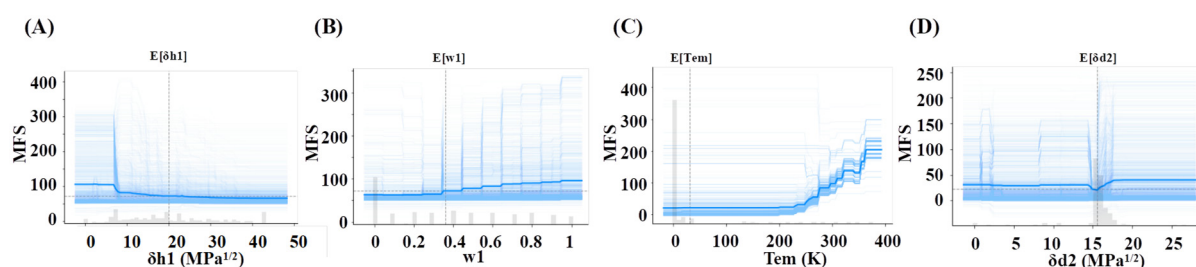 (A)
E[δh1]
MFS
400
300
200
100
0
0 10 20 30 40 50
δh1 (MPa1/2)
(B)
E[w1]
MFS
300
200
100
0
0 0.2 0.4 0.6 0.8 1
w1
(C)
E[Tem]
MFS
400
300
200
100
0
0 100 200 300 400
Tem (K)
(D)
E[δd2]
MFS
250
200
150
100
50
0
0 5 10 15 20 25
δd2 (MPa1/2)